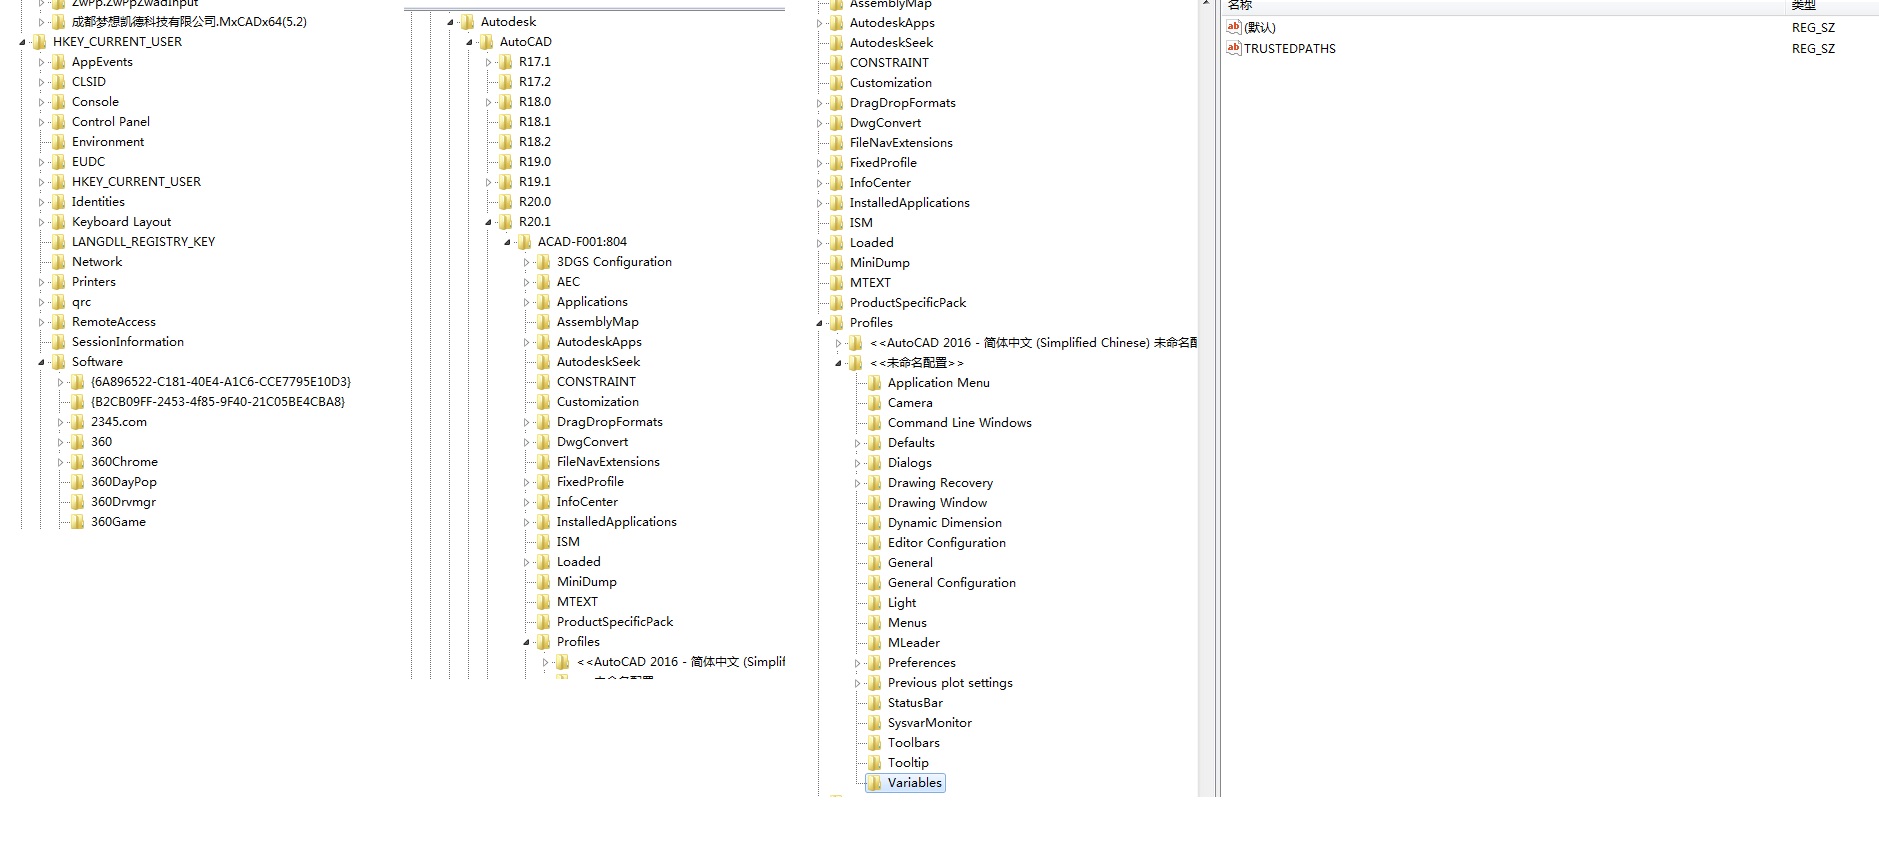 ZwPp.ZwPpZwadInput
成都梦想凯德科技有限公司.MxCADx64(5.2)
HKEY_CURRENT_USER
AppEvents
CLSID
Console
Control Panel
Environment
EUDC
HKEY_CURRENT_USER
Identities
Keyboard Layout
LANGDLL_REGISTRY_KEY
Network
Printers
qrc
RemoteAccess
SessionInformation
Software
{6A896522-C181-40E4-A1C6-CCE7795E10D3}
{B2CB09FF-2453-4f85-9F40-21C05BE4CBA8}
2345.com
360
360Chrome
360DayPop
360Drvmgr
360Game
Autodesk
AutoCAD
R17.1
R17.2
R18.0
R18.1
R18.2
R19.0
R19.1
R20.0
R20.1
ACAD-F001:804
3DGS Configuration
AEC
Applications
AssemblyMap
AutodeskApps
AutodeskSeek
CONSTRAINT
Customization
DragDropFormats
DwgConvert
FileNavExtensions
FixedProfile
InfoCenter
InstalledApplications
ISM
Loaded
MiniDump
MTEXT
ProductSpecificPack
Profiles
<<AutoCAD 2016 - 简体中文 (Simplif
未命名配置
AssemblyMap
AutodeskApps
AutodeskSeek
CONSTRAINT
Customization
DragDropFormats
DwgConvert
FileNavExtensions
FixedProfile
InfoCenter
InstalledApplications
ISM
Loaded
MiniDump
MTEXT
ProductSpecificPack
Profiles
<<AutoCAD 2016 - 简体中文 (Simplified Chinese) 未命名配
<<未命名配置>>
Application Menu
Camera
Command Line Windows
Defaults
Dialogs
Drawing Recovery
Drawing Window
Dynamic Dimension
Editor Configuration
General
General Configuration
Light
Menus
MLeader
Preferences
Previous plot settings
StatusBar
SysvarMonitor
Toolbars
Tooltip
Variables
名称 类型
ab (默认) REG_SZ
ab TRUSTEDPATHS REG_SZ